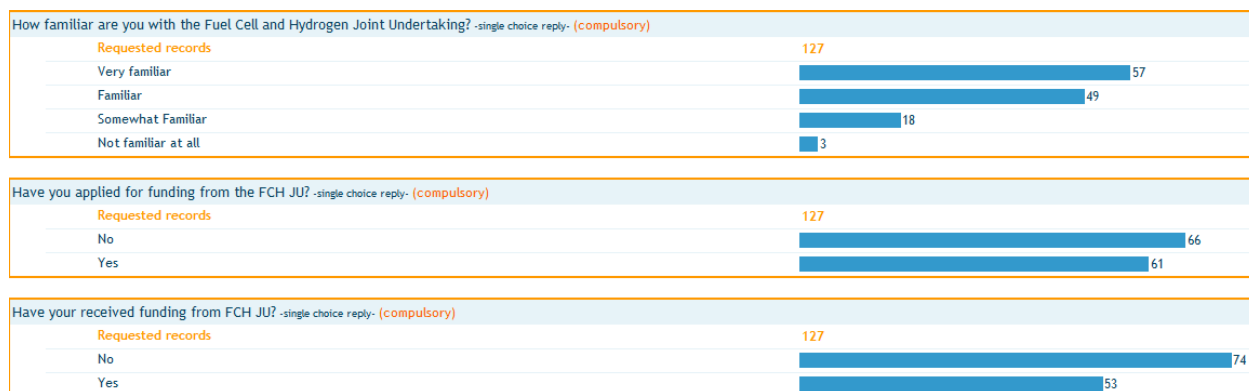 How familiar are you with the Fuel Cell and Hydrogen Joint Undertaking? -single choice reply- (compulsory)
Requested records 127
Very familiar 57
Familiar 49
Somewhat Familiar 18
Not familiar at all 3
Have you applied for funding from the FCH JU? -single choice reply- (compulsory)
Requested records 127
No 66
Yes 61
Have your received funding from FCH JU? -single choice reply- (compulsory)
Requested records 127
No 74
Yes 53